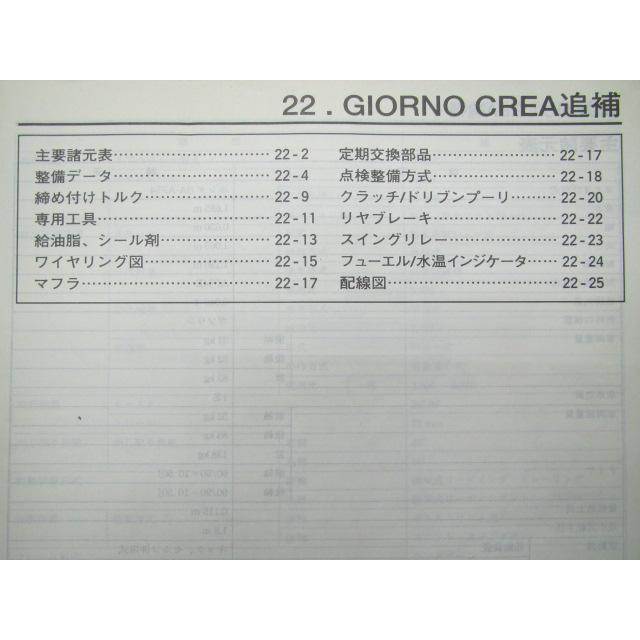 22 . GIORNO CREA追補
主要諸元表 22-2
整備データ 22-4
締め付けトルク 22-9
専用工具 22-11
給油脂、シール剤 22-13
ワイヤリング図 22-15
マフラ 22-17
定期交換部品 22-17
点検整備方式 22-18
クラッチ/ドリブンプーリ 22-20
リヤブレーキ 22-22
スイングリレー 22-23
フューエル/水温インジケータ 22-24
配線図 22-25